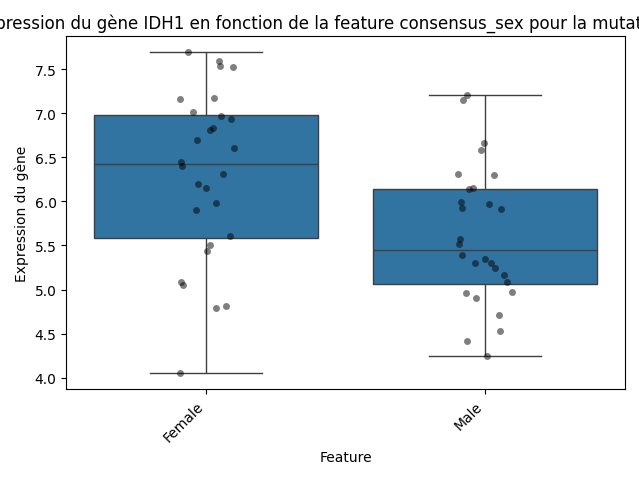 pression du gène IDH1 en fonction de la feature consensus_sex pour la mutat
Expression du gène
7.5
7.0
6.5
6.0
5.5
5.0
4.5
4.0
Female
Male
Feature